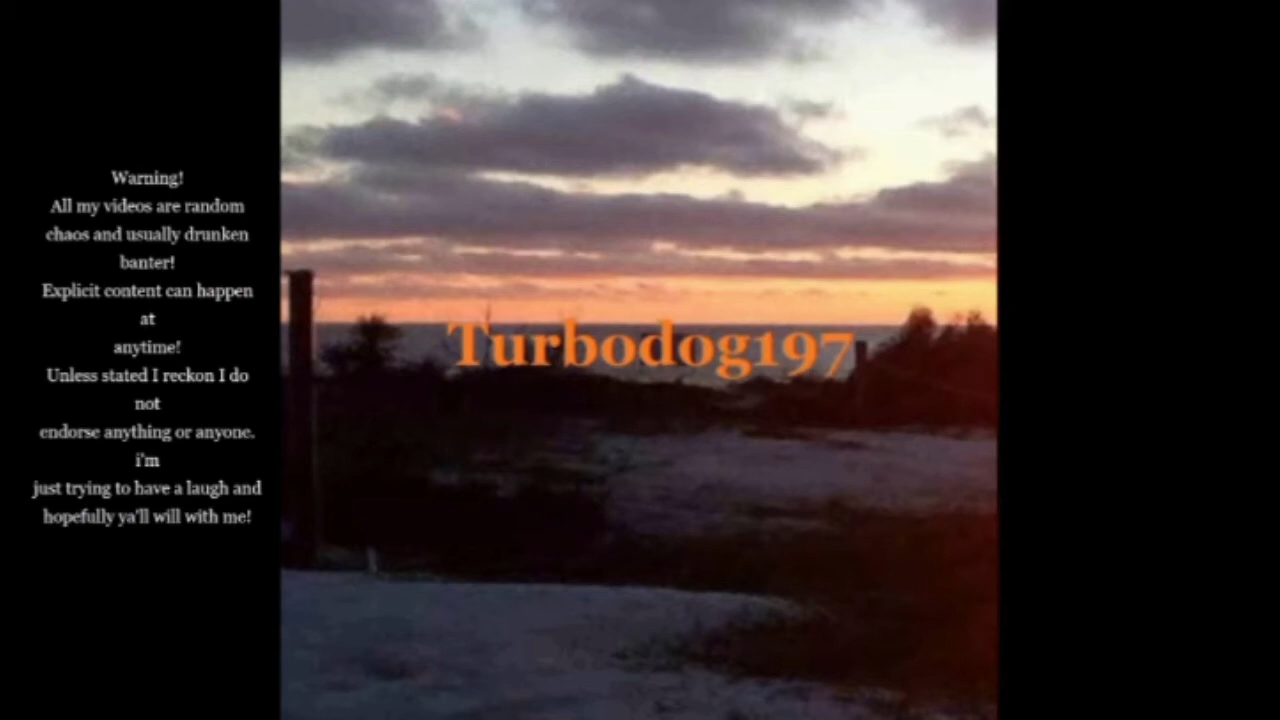 Warning!
All my videos are random
chaos and usually drunken
banter!
Explicit content can happen
at
anytime!
Unless stated I reckon I do
not
endorse anything or anyone.
i'm
just trying to have a laugh and
hopefully ya'll will with me!
Turbodog197